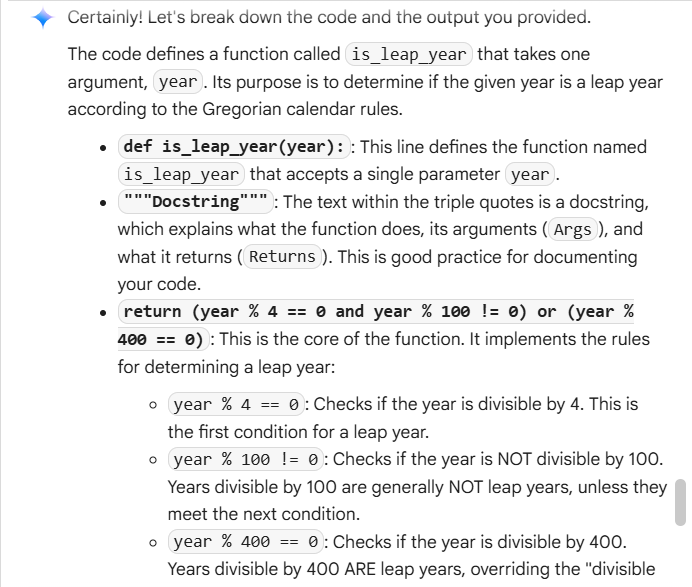 Certainly! Let's break down the code and the output you provided.
The code defines a function called is_leap_year that takes one
argument, year. Its purpose is to determine if the given year is a leap year
according to the Gregorian calendar rules.
• def is_leap_year(year): : This line defines the function named
is_leap_year that accepts a single parameter year.
• """Docstring""" : The text within the triple quotes is a docstring,
which explains what the function does, its arguments (Args), and
what it returns (Returns). This is good practice for documenting
your code.
• return (year % 4 == 0 and year % 100 != 0) or (year %
400 == 0) : This is the core of the function. It implements the rules
for determining a leap year:
○ year % 4 == 0 : Checks if the year is divisible by 4. This is
the first condition for a leap year.
○ year % 100 != 0 : Checks if the year is NOT divisible by 100.
Years divisible by 100 are generally NOT leap years, unless they
meet the next condition.
○ year % 400 == 0 : Checks if the year is divisible by 400.
Years divisible by 400 ARE leap years, overriding the "divisible